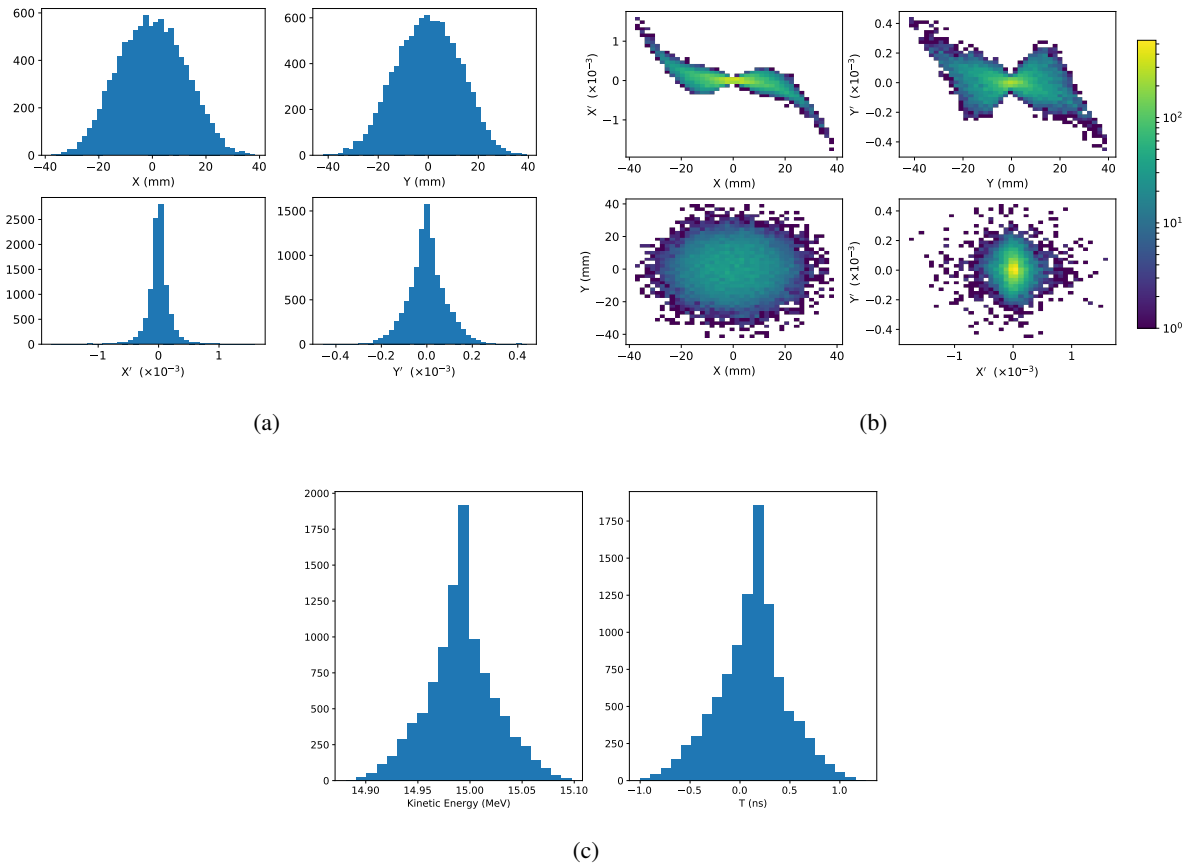 600
400
200
0
−40 −20 0 20 40
X (mm)
600
400
200
0
−40 −20 0 20 40
Y (mm)
2500
2000
1500
1000
500
0
−1 0 1
X′ (×10⁻³)
1500
1000
500
0
−0.4 −0.2 0.0 0.2 0.4
Y′ (×10⁻³)
(a)
X′ (×10⁻³)
1
0
−1
−40 −20 0 20 40
X (mm)
Y′ (×10⁻³)
0.4
0.2
0.0
−0.2
−0.4
−40 −20 0 20 40
Y (mm)
Y (mm)
40
20
0
−20
−40
−40 −20 0 20 40
X (mm)
Y′ (×10⁻³)
0.4
0.2
0.0
−0.2
−0.4
−1 0 1
X′ (×10⁻³)
10²
10¹
10⁰
(b)
2000
1750
1500
1250
1000
750
500
250
0
14.90 14.95 15.00 15.05 15.10
Kinetic Energy (MeV)
1750
1500
1250
1000
750
500
250
0
−1.0 −0.5 0.0 0.5 1.0
T (ns)
(c)